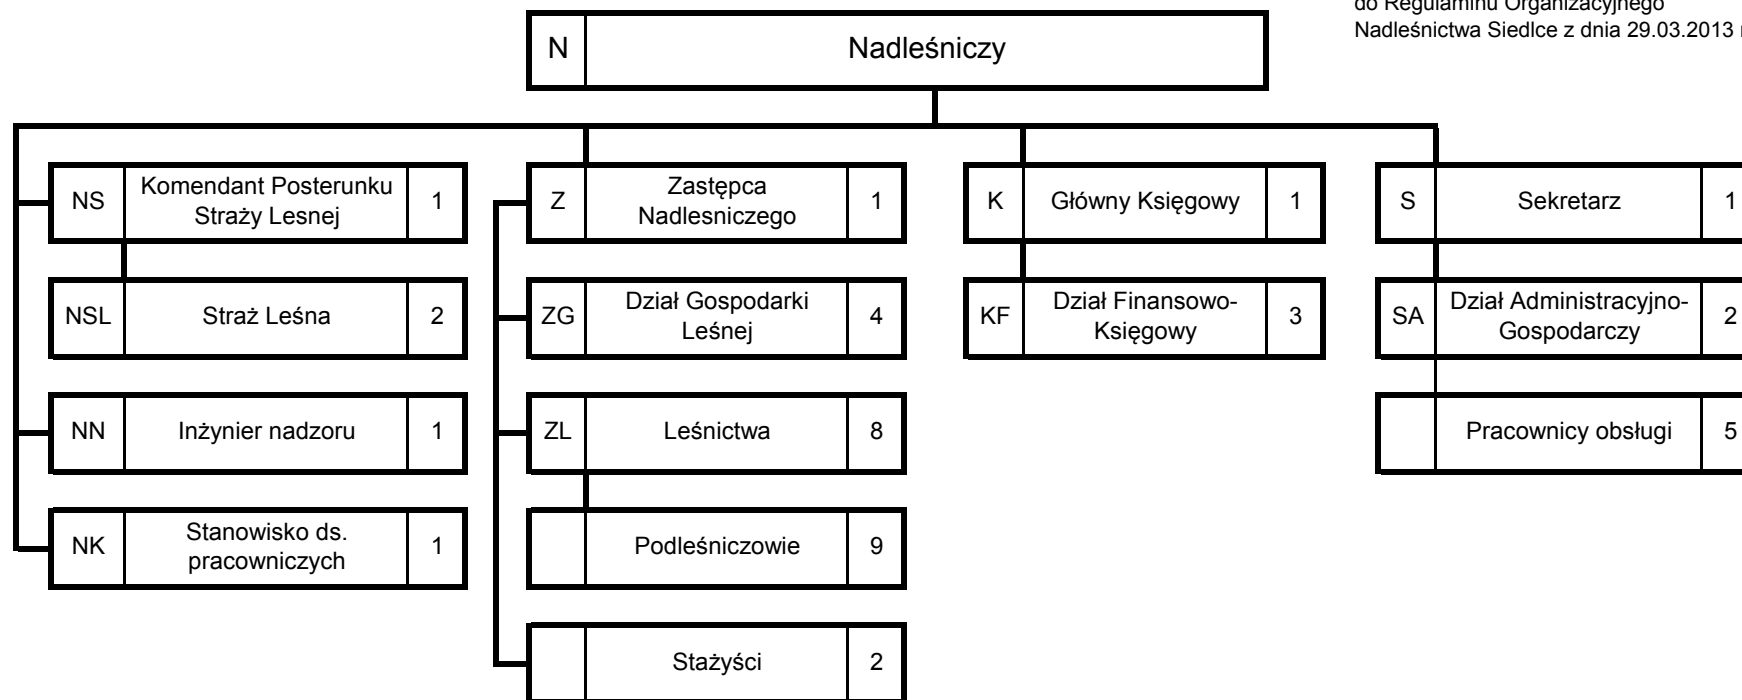 do Regulaminu Organizacyjnego
Nadleśnictwa Siedlce z dnia 29.03.2013
N Nadleśniczy
NS Komendant Posterunku
Straży Lesnej 1
Z Zastępca
Nadlesniczego 1
K Główny Księgowy 1
S Sekretarz 1
NSL Straż Leśna 2
ZG Dział Gospodarki
Leśnej 4
KF Dział Finansowo-
Księgowy 3
SA Dział Administracyjno-
Gospodarczy 2
NN Inżynier nadzoru 1
ZL Leśnictwa 8
Pracownicy obsługi 5
NK Stanowisko ds.
pracowniczych 1
Podleśniczowie 9
Stażyści 2